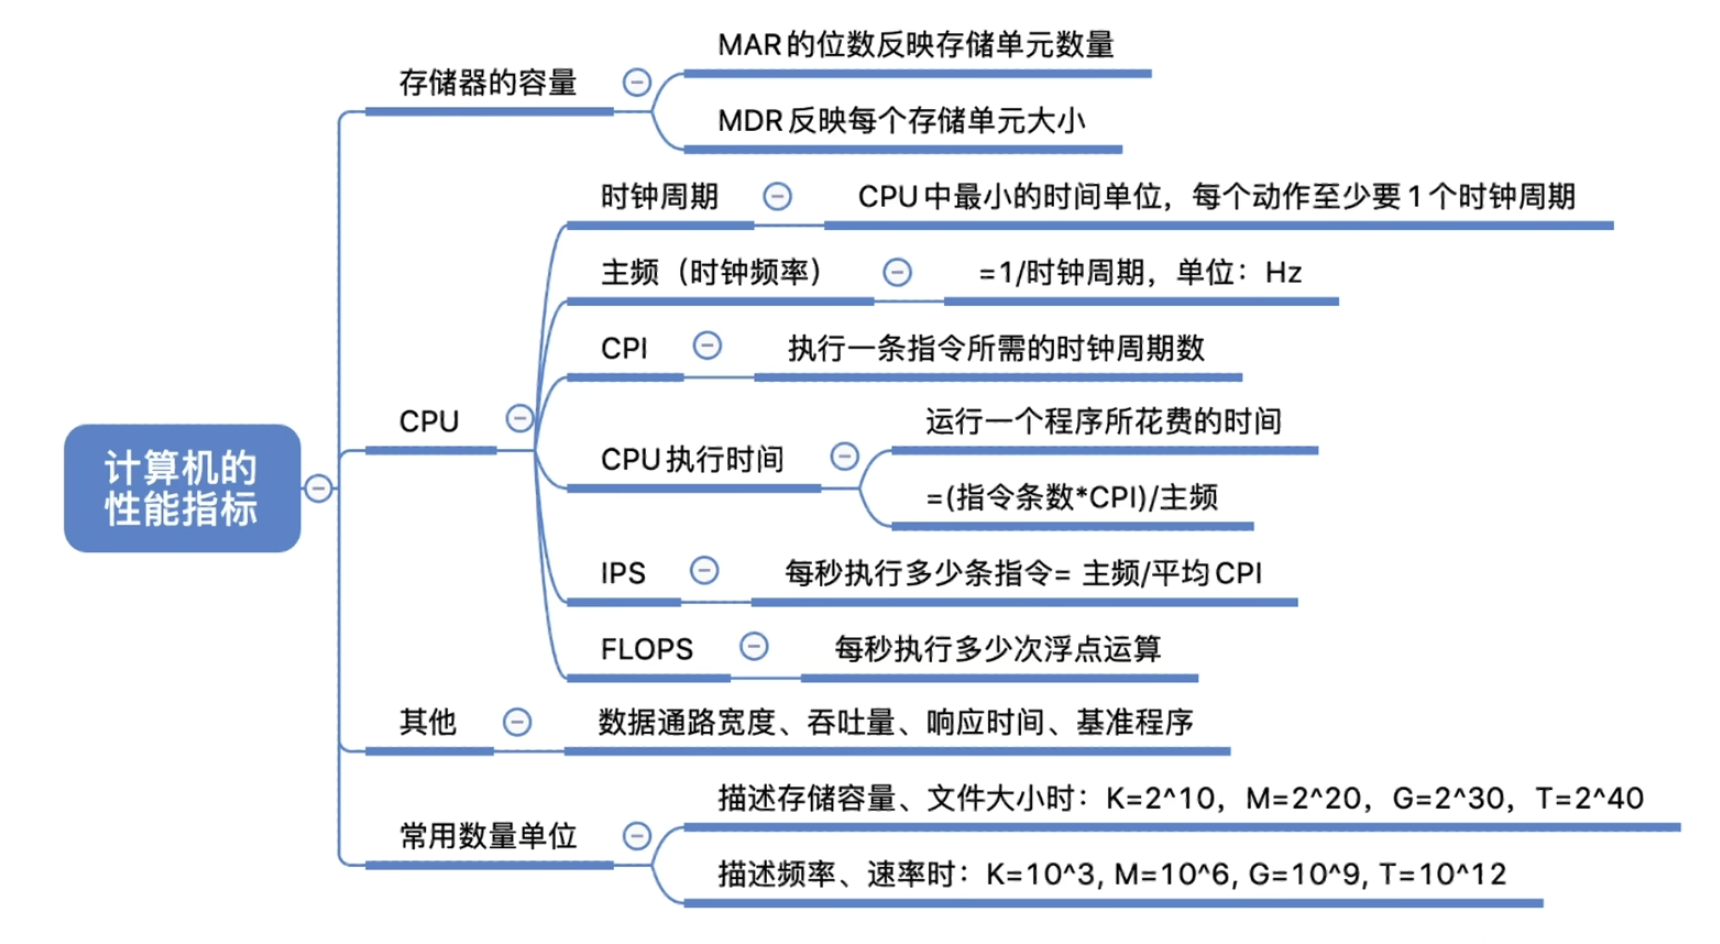 计算机的
性能指标
存储器的容量
MAR的位数反映存储单元数量
MDR反映每个存储单元大小
CPU
时钟周期
CPU中最小的时间单位，每个动作至少要1个时钟周期
主频（时钟频率）
=1/时钟周期，单位：Hz
CPI
执行一条指令所需的时钟周期数
CPU执行时间
运行一个程序所花费的时间
=(指令条数*CPI)/主频
IPS
每秒执行多少条指令= 主频/平均CPI
FLOPS
每秒执行多少次浮点运算
其他
数据通路宽度、吞吐量、响应时间、基准程序
常用数量单位
描述存储容量、文件大小时：K=2^10，M=2^20，G=2^30，T=2^40
描述频率、速率时：K=10^3, M=10^6, G=10^9, T=10^12